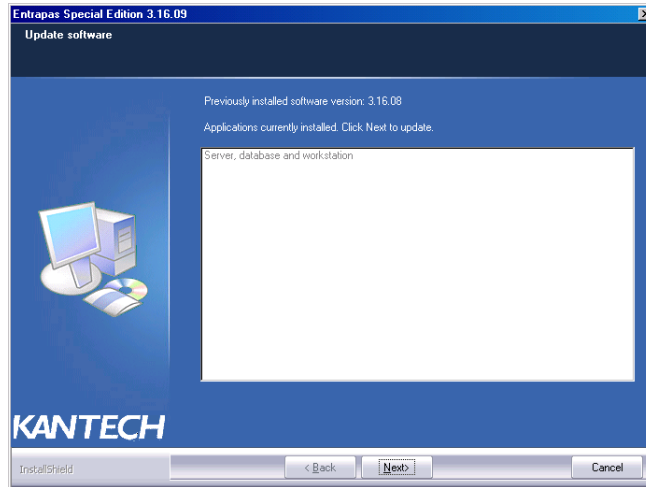 Entrapas Special Edition 3.16.09
Update software
Previously installed software version: 3.16.08
Applications currently installed. Click Next to update.
Server, database and workstation
KANTECH
InstallShield
< Back
Next>
Cancel